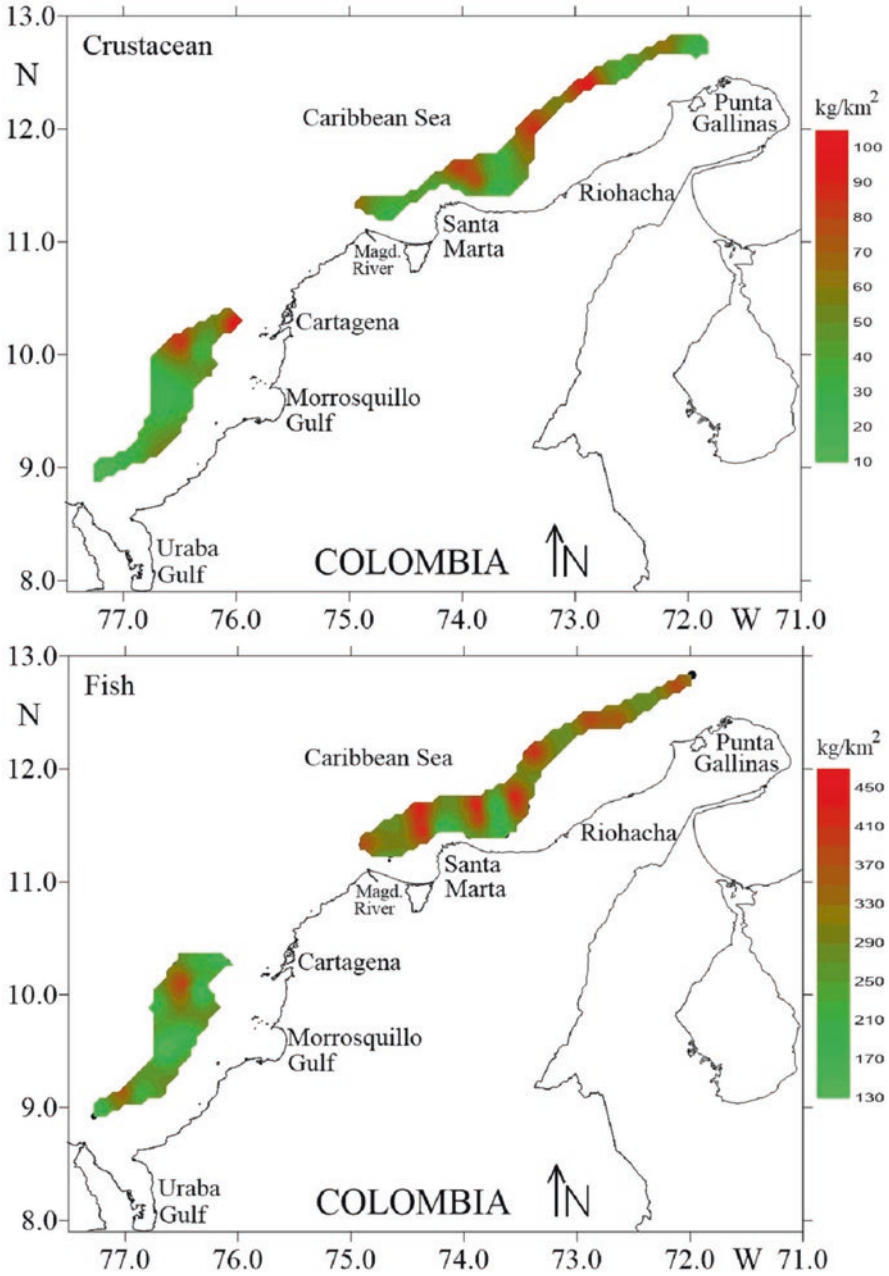 Crustacean
N
Caribbean Sea
Punta
Gallinas
Riohacha
Santa
Marta
Magd.
River
Cartagena
Morrosquillo
Gulf
Uraba
Gulf
COLOMBIA
N
13.0
12.0
11.0
10.0
9.0
8.0
77.0 76.0 75.0 74.0 73.0 72.0 W 71.0
kg/km²
100
90
80
70
60
50
40
30
20
10
Fish
N
Caribbean Sea
Punta
Gallinas
Riohacha
Santa
Marta
Magd.
River
Cartagena
Morrosquillo
Gulf
Uraba
Gulf
COLOMBIA
N
13.0
12.0
11.0
10.0
9.0
8.0
77.0 76.0 75.0 74.0 73.0 72.0 W 71.0
kg/km²
450
410
370
330
290
250
210
170
130